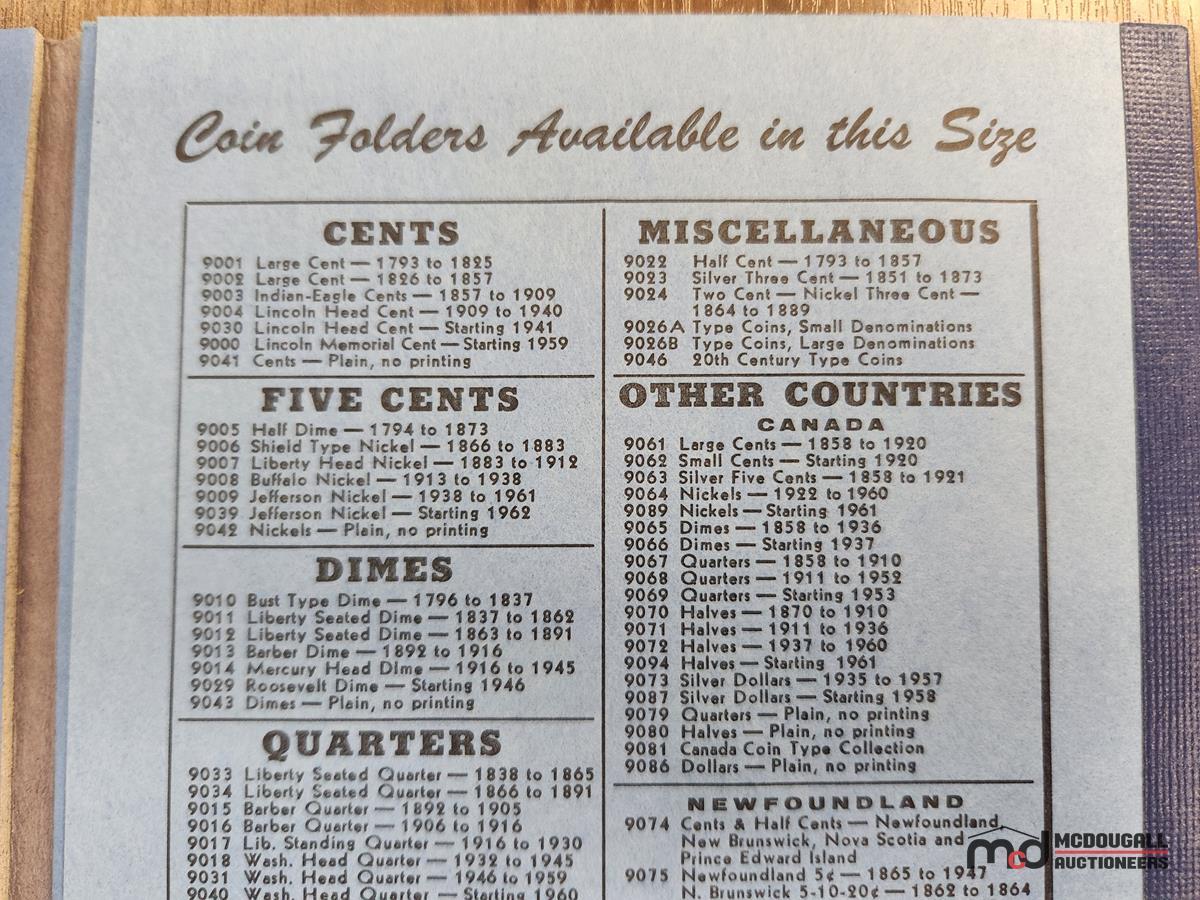 Coin Folders Available in this Size
CENTS
9001 Large Cent — 1793 to 1825
9002 Large Cent — 1826 to 1857
9003 Indian-Eagle Cents — 1857 to 1909
9004 Lincoln Head Cent — 1909 to 1940
9030 Lincoln Head Cent — Starting 1941
9000 Lincoln Memorial Cent — Starting 1959
9041 Cents — Plain, no printing
FIVE CENTS
9005 Half Dime — 1794 to 1873
9006 Shield Type Nickel — 1866 to 1883
9007 Liberty Head Nickel — 1883 to 1912
9008 Buffalo Nickel — 1913 to 1938
9009 Jefferson Nickel — 1938 to 1961
9039 Jefferson Nickel — Starting 1962
9042 Nickels — Plain, no printing
DIMES
9010 Bust Type Dime — 1796 to 1837
9011 Liberty Seated Dime — 1837 to 1862
9012 Liberty Seated Dime — 1863 to 1891
9013 Barber Dime — 1892 to 1916
9014 Mercury Head DIme — 1916 to 1945
9029 Roosevelt Dime — Starting 1946
9043 Dimes — Plain, no printing
QUARTERS
9033 Liberty Seated Quarter — 1838 to 1865
9034 Liberty Seated Quarter — 1866 to 1891
9015 Barber Quarter — 1892 to 1905
9016 Barber Quarter — 1906 to 1916
9017 Lib. Standing Quarter — 1916 to 1930
9018 Wash. Head Quarter — 1932 to 1945
9031 Wash. Head Quarter — 1946 to 1959
9040 Wash. Head Quarter — Starting 1960
MISCELLANEOUS
9022 Half Cent — 1793 to 1857
9023 Silver Three Cent — 1851 to 1873
9024 Two Cent — Nickel Three Cent —
1864 to 1889
9026A Type Coins, Small Denominations
9026B Type Coins, Large Denominations
9046 20th Century Type Coins
OTHER COUNTRIES
CANADA
9061 Large Cents — 1858 to 1920
9062 Small Cents — Starting 1920
9063 Silver Five Cents — 1858 to 1921
9064 Nickels — 1922 to 1960
9089 Nickels — Starting 1961
9065 Dimes — 1858 to 1936
9066 Dimes — Starting 1937
9067 Quarters — 1858 to 1910
9068 Quarters — 1911 to 1952
9069 Quarters — Starting 1953
9070 Halves — 1870 to 1910
9071 Halves — 1911 to 1936
9072 Halves — 1937 to 1960
9094 Halves — Starting 1961
9073 Silver Dollars — 1935 to 1957
9087 Silver Dollars — Starting 1958
9079 Quarters — Plain, no printing
9080 Halves — Plain, no printing
9081 Canada Coin Type Collection
9086 Dollars — Plain, no printing
NEWFOUNDLAND
9074 Cents & Half Cents — Newfoundland,
New Brunswick, Nova Scotia and
Prince Edward Island
9075 Newfoundland 5¢ — 1865 to 1947
N. Brunswick 5-10-20¢ — 1862 to 1864
mcd MCDOUGALL
AUCTIONEERS